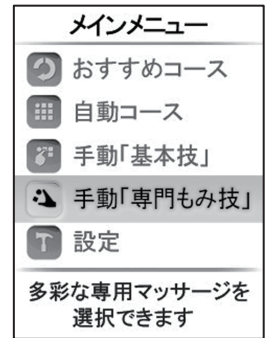 メインメニュー
おすすめコース
自動コース
手動「基本技」
手動「専門もみ技」
設定
多彩な専用マッサージを
選択できます